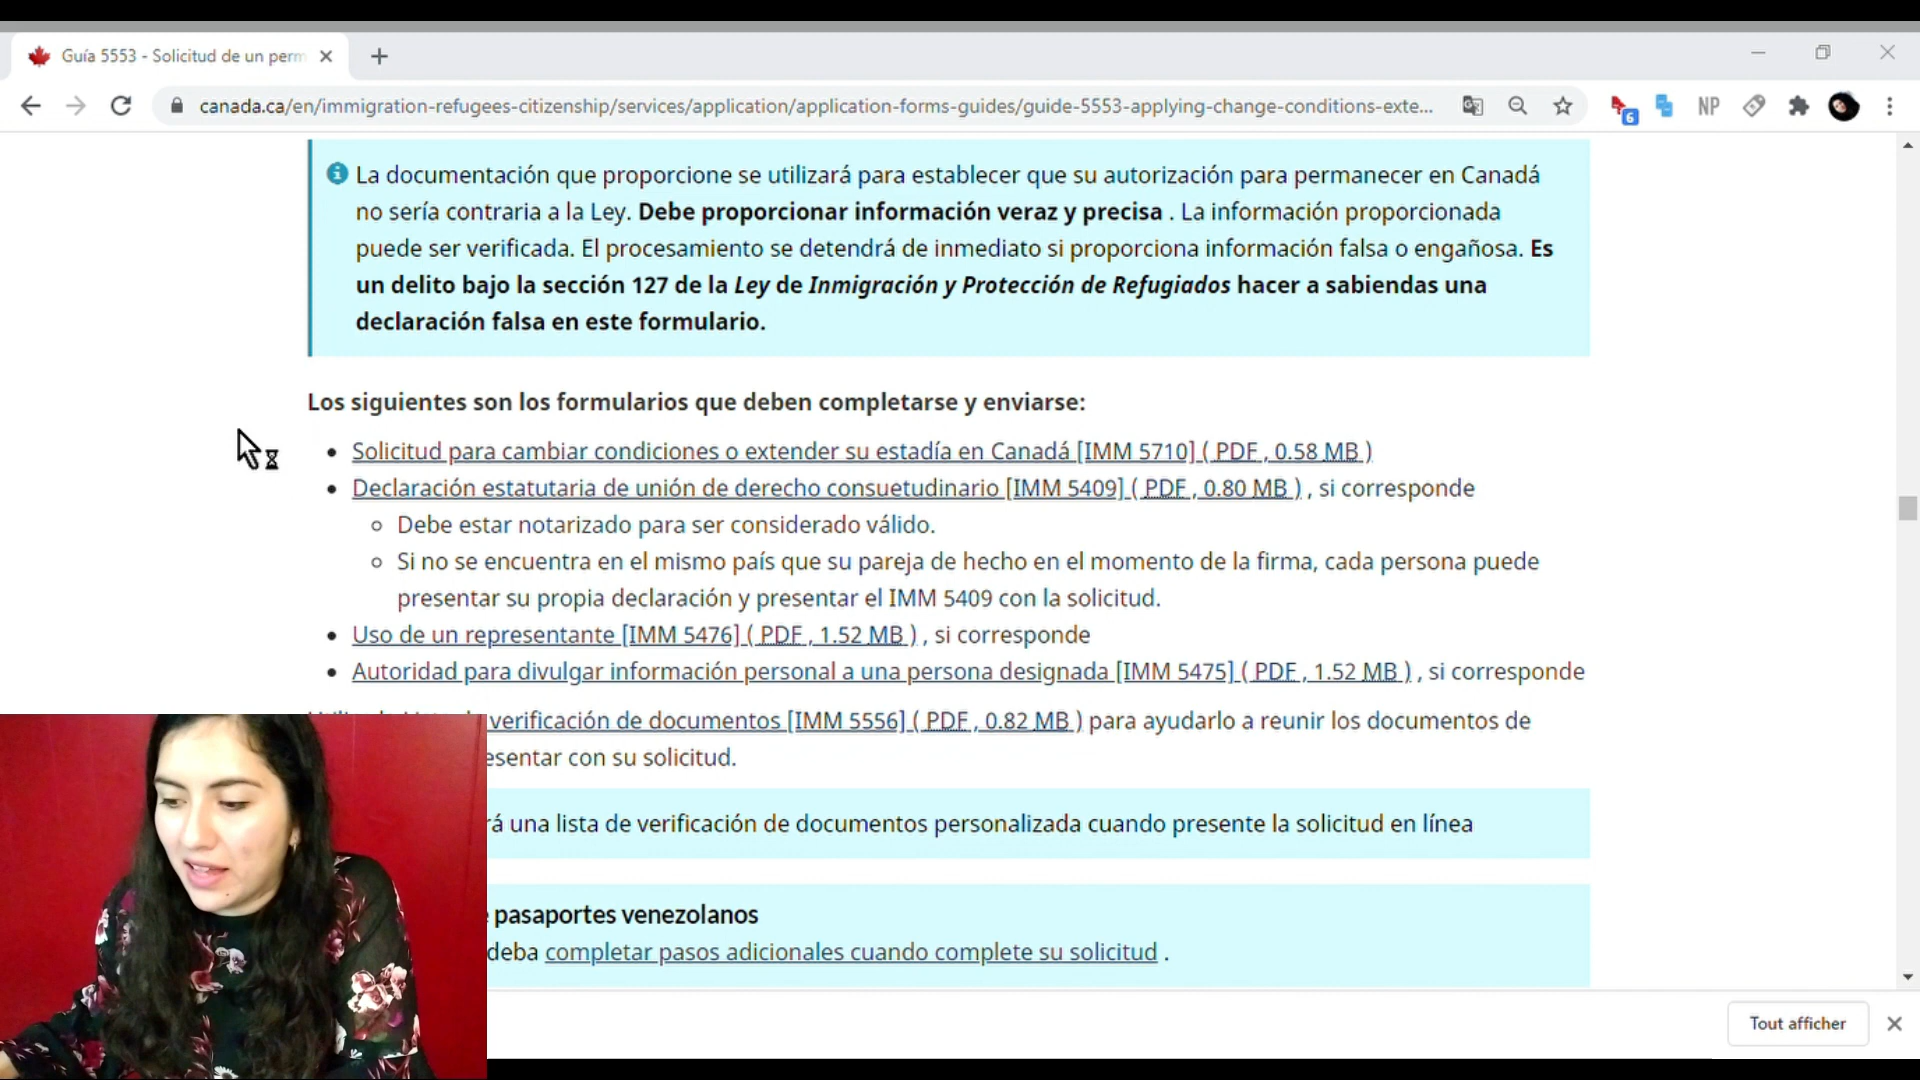 Guía 5553 - Solicitud de un perm
canada.ca/en/immigration-refugees-citizenship/services/application/application-forms-guides/guide-5553-applying-change-conditions-exte...
6
NP
La documentación que proporcione se utilizará para establecer que su autorización para permanecer en Canadá
no sería contraria a la Ley. Debe proporcionar información veraz y precisa . La información proporcionada
puede ser verificada. El procesamiento se detendrá de inmediato si proporciona información falsa o engañosa. Es
un delito bajo la sección 127 de la Ley de Inmigración y Protección de Refugiados hacer a sabiendas una
declaración falsa en este formulario.
Los siguientes son los formularios que deben completarse y enviarse:
Solicitud para cambiar condiciones o extender su estadía en Canadá [IMM 5710] ( PDF , 0.58 MB )
Declaración estatutaria de unión de derecho consuetudinario [IMM 5409] ( PDF , 0.80 MB ) , si corresponde
Debe estar notarizado para ser considerado válido.
Si no se encuentra en el mismo país que su pareja de hecho en el momento de la firma, cada persona puede
presentar su propia declaración y presentar el IMM 5409 con la solicitud.
Uso de un representante [IMM 5476] ( PDF , 1.52 MB ) , si corresponde
Autoridad para divulgar información personal a una persona designada [IMM 5475] ( PDF , 1.52 MB ) , si corresponde
verificación de documentos [IMM 5556] ( PDF , 0.82 MB ) para ayudarlo a reunir los documentos de
esentar con su solicitud.
rá una lista de verificación de documentos personalizada cuando presente la solicitud en línea
pasaportes venezolanos
deba completar pasos adicionales cuando complete su solicitud .
Tout afficher